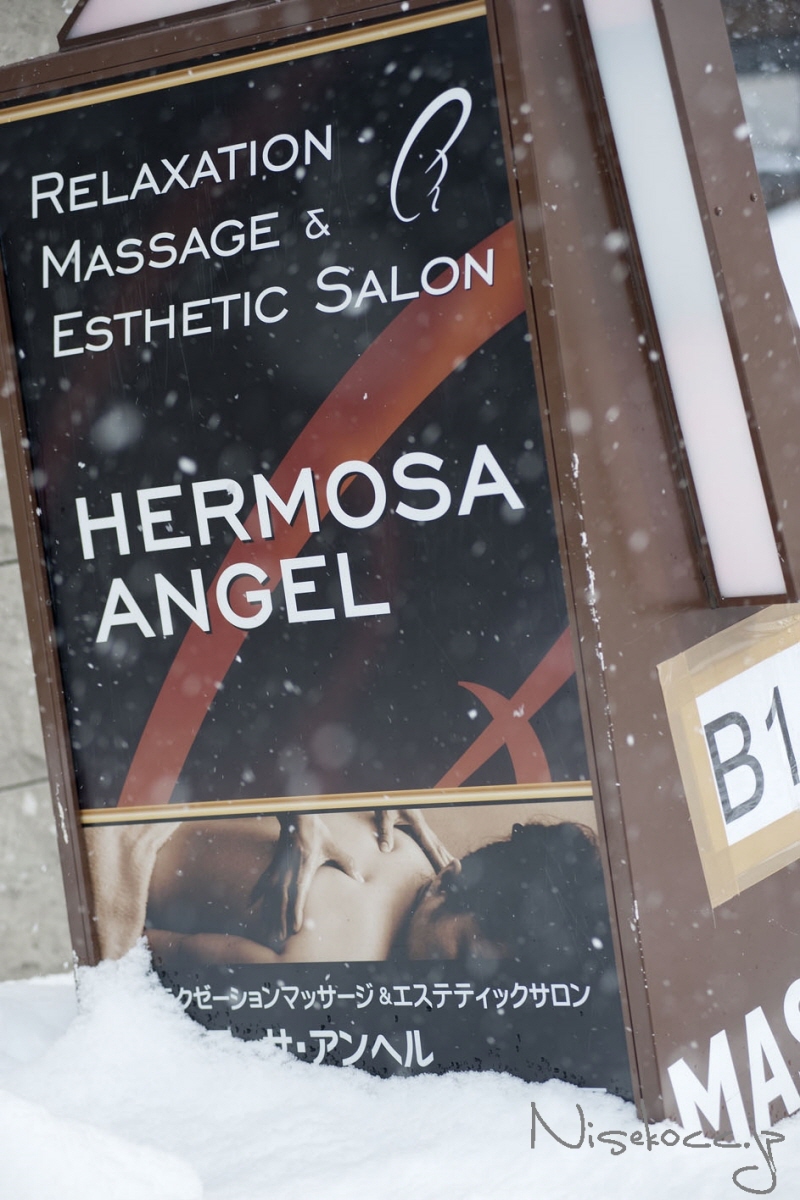 RELAXATION
MASSAGE &
ESTHETIC SALON
HERMOSA
ANGEL
クゼーションマッサージ&エステティックサロン
サ・アンヘル
B1
MAS
Nisekocc.jp